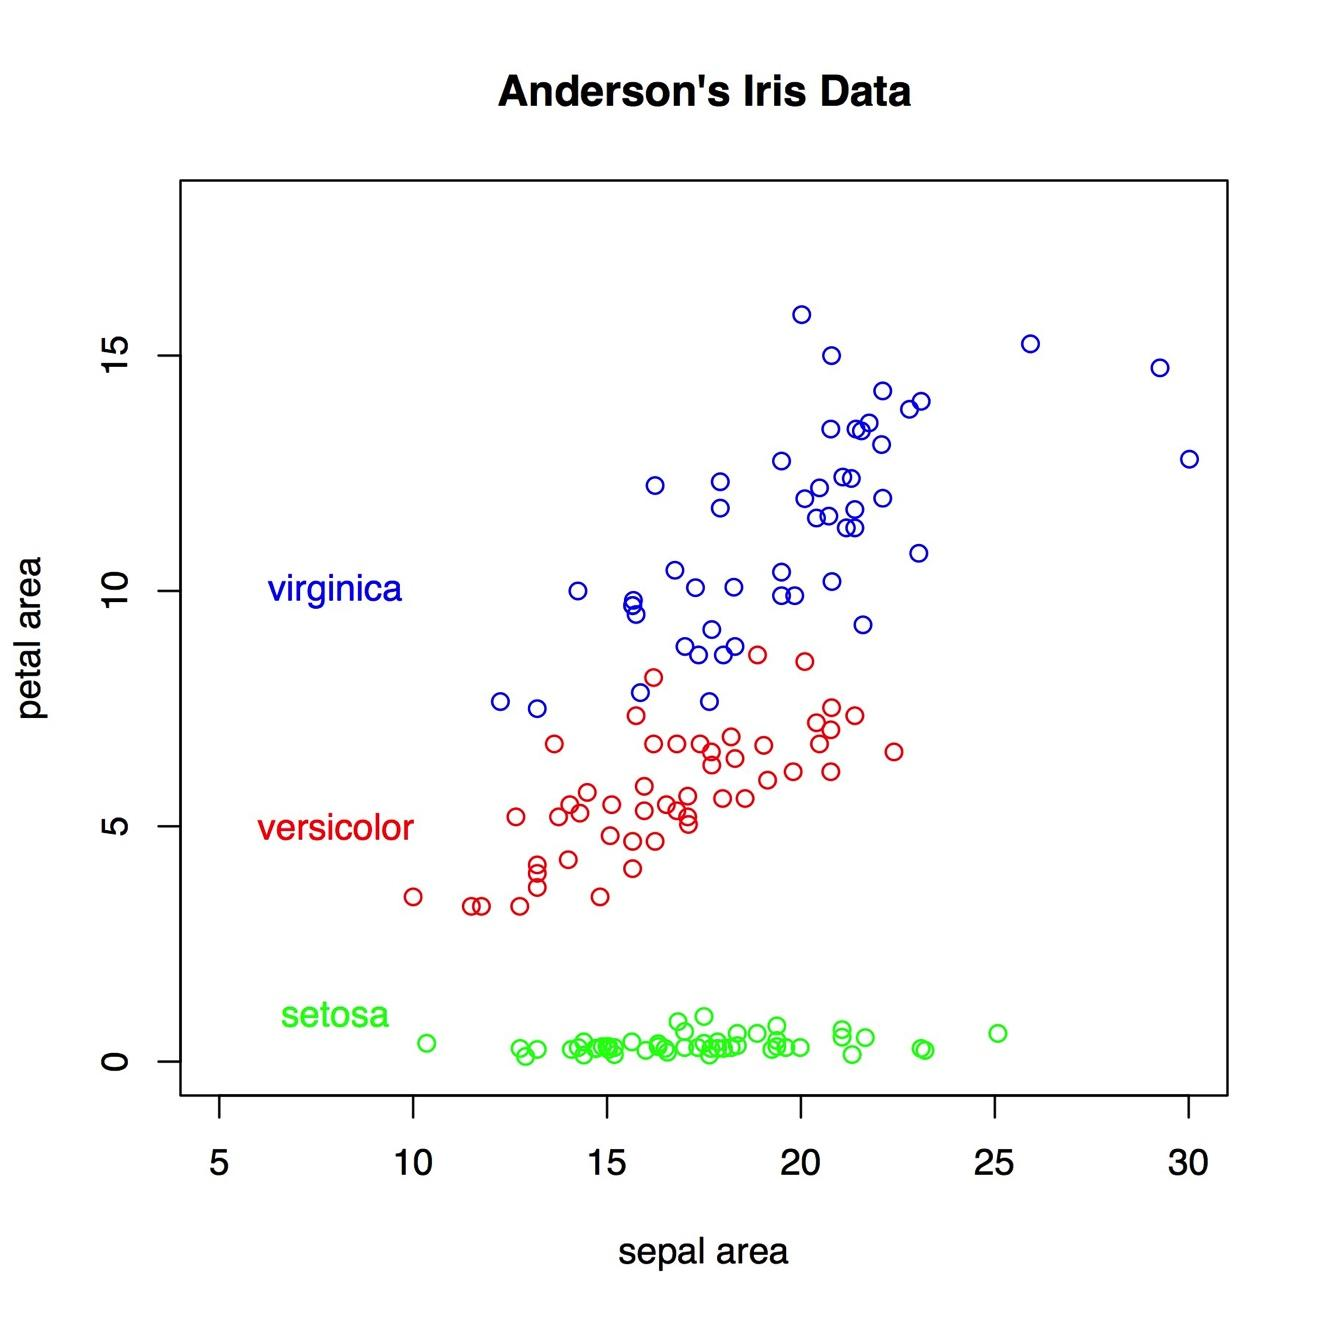 Anderson's Iris Data
petal area
15
10
5
0
virginica
versicolor
setosa
5 10 15 20 25 30
sepal area